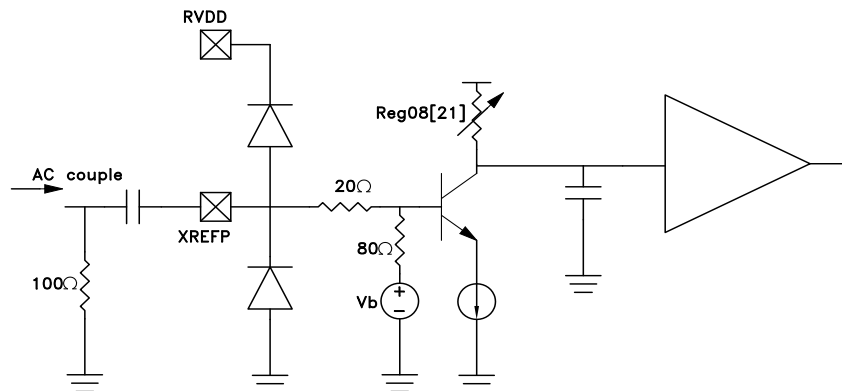 RVDD
Reg08[21]
AC couple
20Ω
XREFP
80Ω
100Ω
Vb
+
−